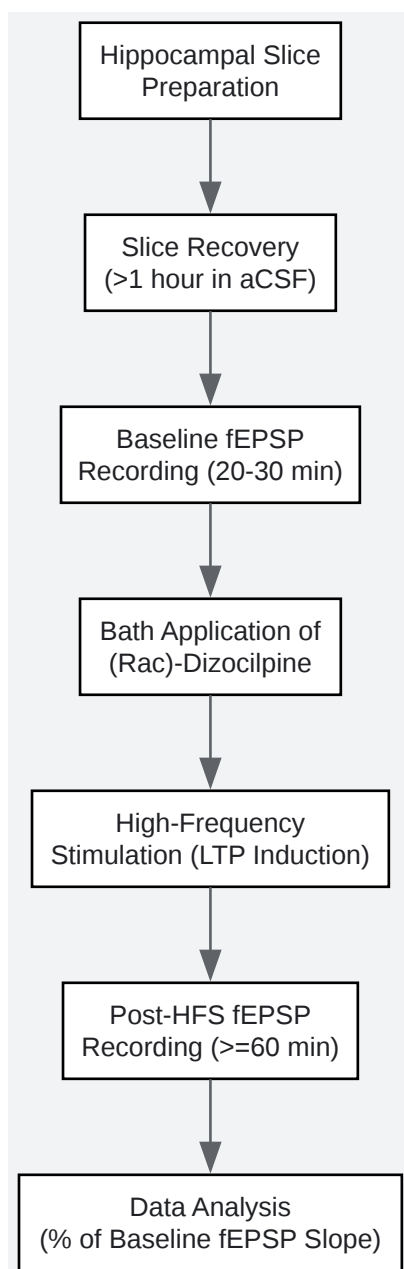 Hippocampal Slice
Preparation
Slice Recovery
(>1 hour in aCSF)
Baseline fEPSP
Recording (20-30 min)
Bath Application of
(Rac)-Dizocilpine
High-Frequency
Stimulation (LTP Induction)
Post-HFS fEPSP
Recording (>=60 min)
Data Analysis
(% of Baseline fEPSP Slope)